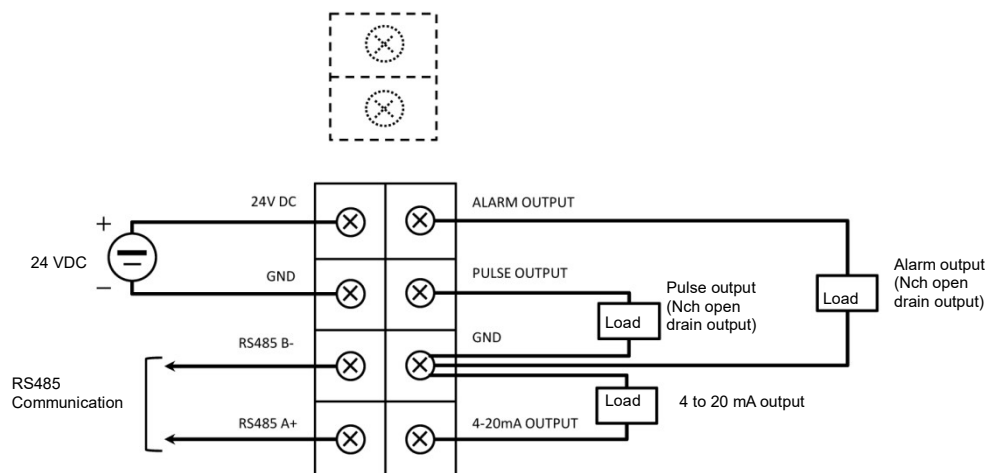 24V DC
ALARM OUTPUT
+
24 VDC
−
GND
PULSE OUTPUT
Load
Pulse output
(Nch open
drain output)
Load
Alarm output
(Nch open
drain output)
RS485 B-
GND
RS485
Communication
Load
4 to 20 mA output
RS485 A+
4-20mA OUTPUT